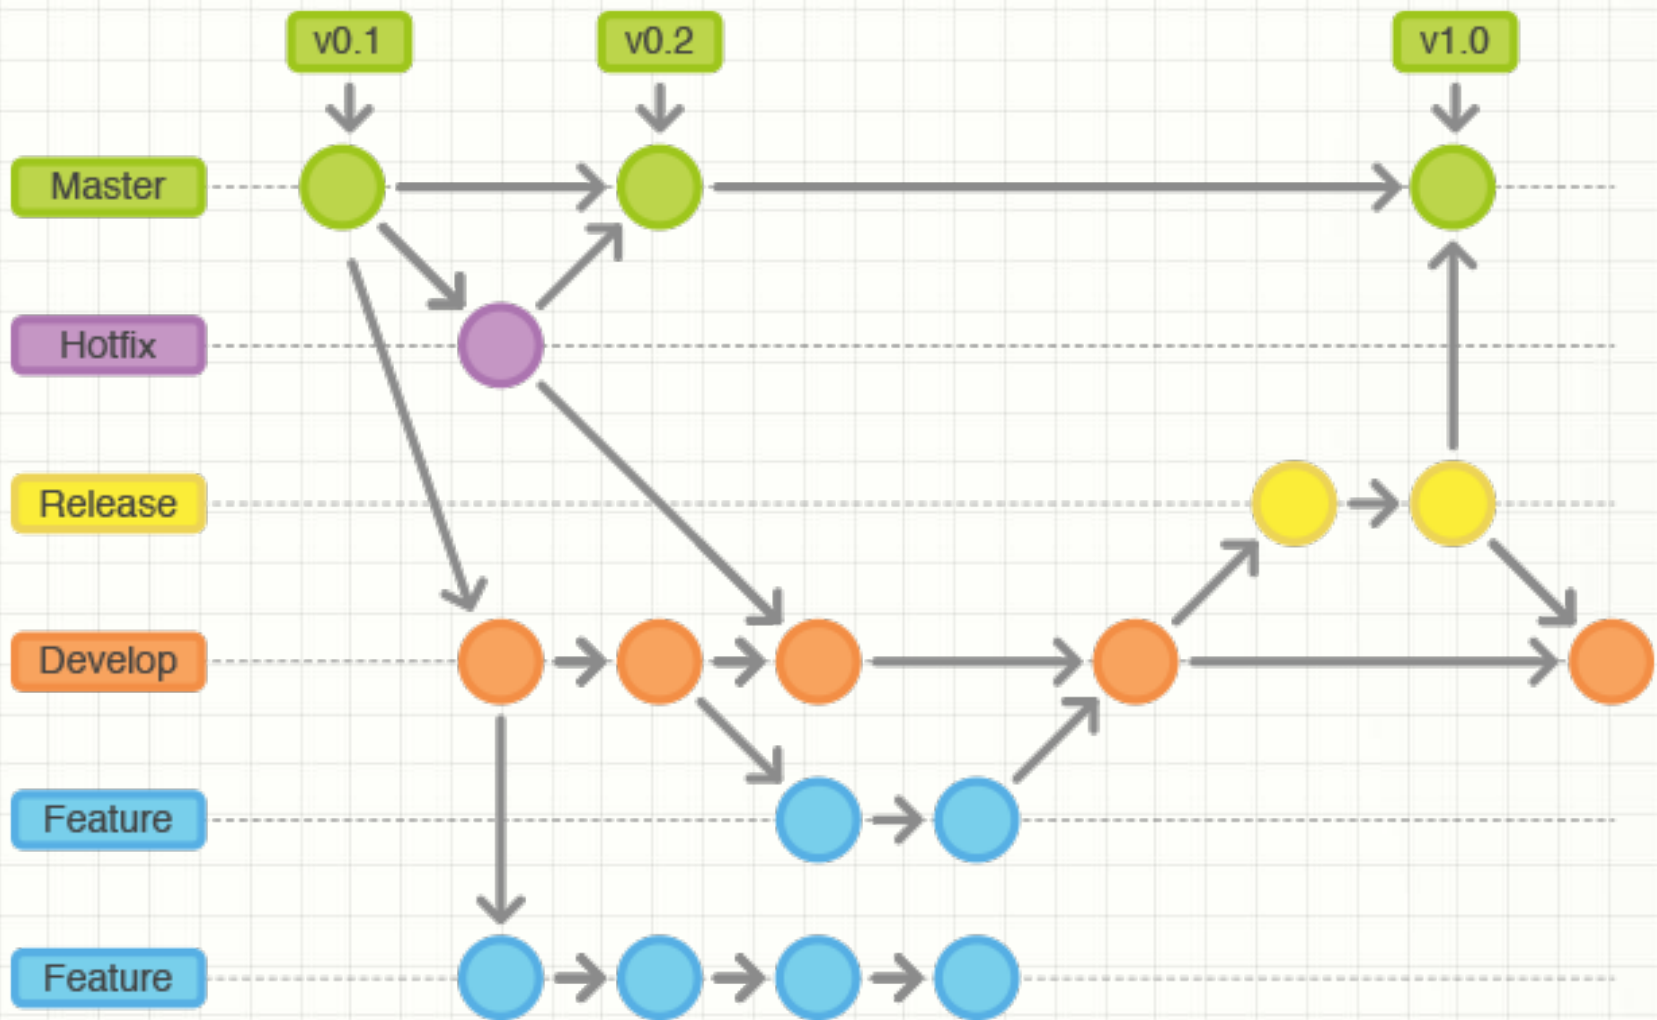 v0.1
v0.2
v1.0
Master
Hotfix
Release
Develop
Feature
Feature